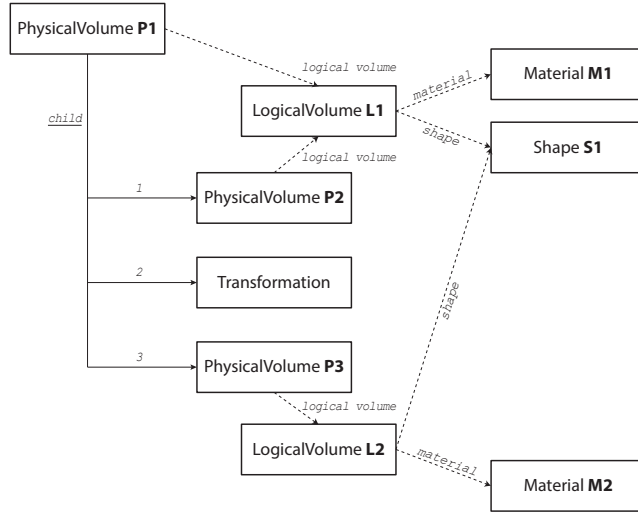 PhysicalVolume P1
logical volume
material
Material M1
LogicalVolume L1
child
shape
Shape S1
logical volume
1
PhysicalVolume P2
2
Transformation
shape
3
PhysicalVolume P3
logical volume
LogicalVolume L2
material
Material M2